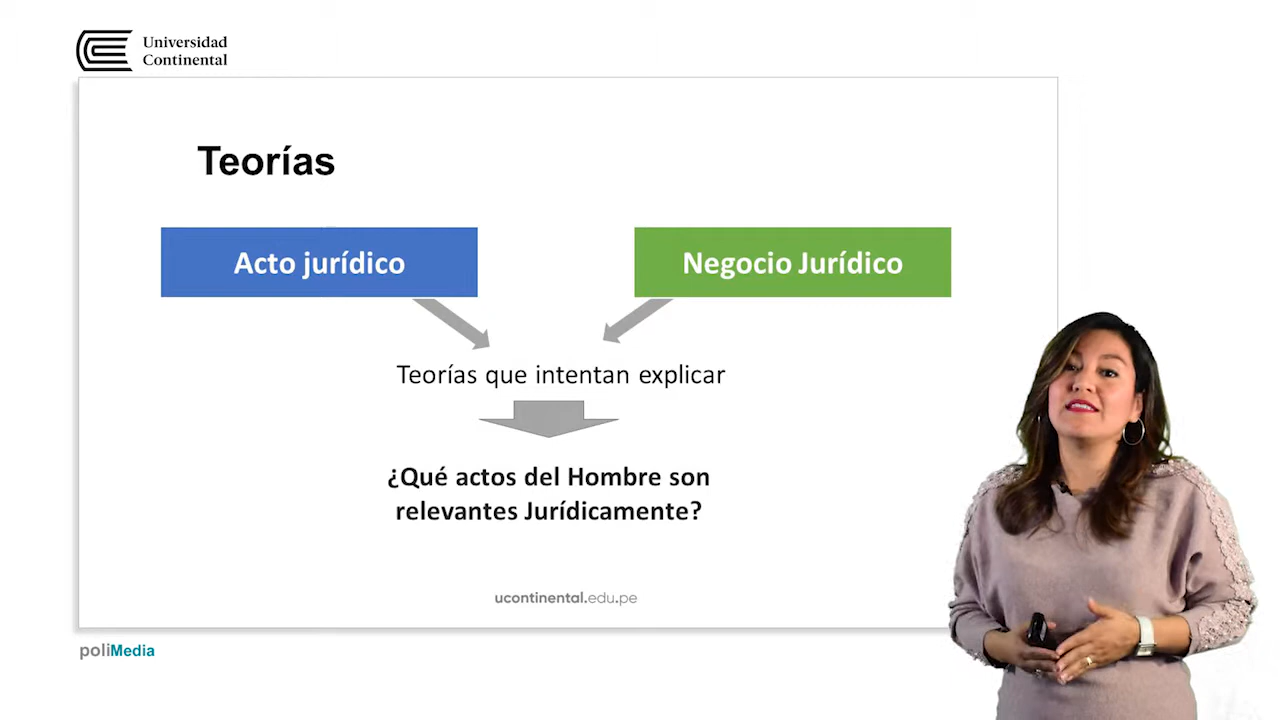 Universidad
Continental
Teorías
Acto jurídico
Negocio Jurídico
Teorías que intentan explicar
¿Qué actos del Hombre son
relevantes Jurídicamente?
ucontinental.edu.pe
poliMedia